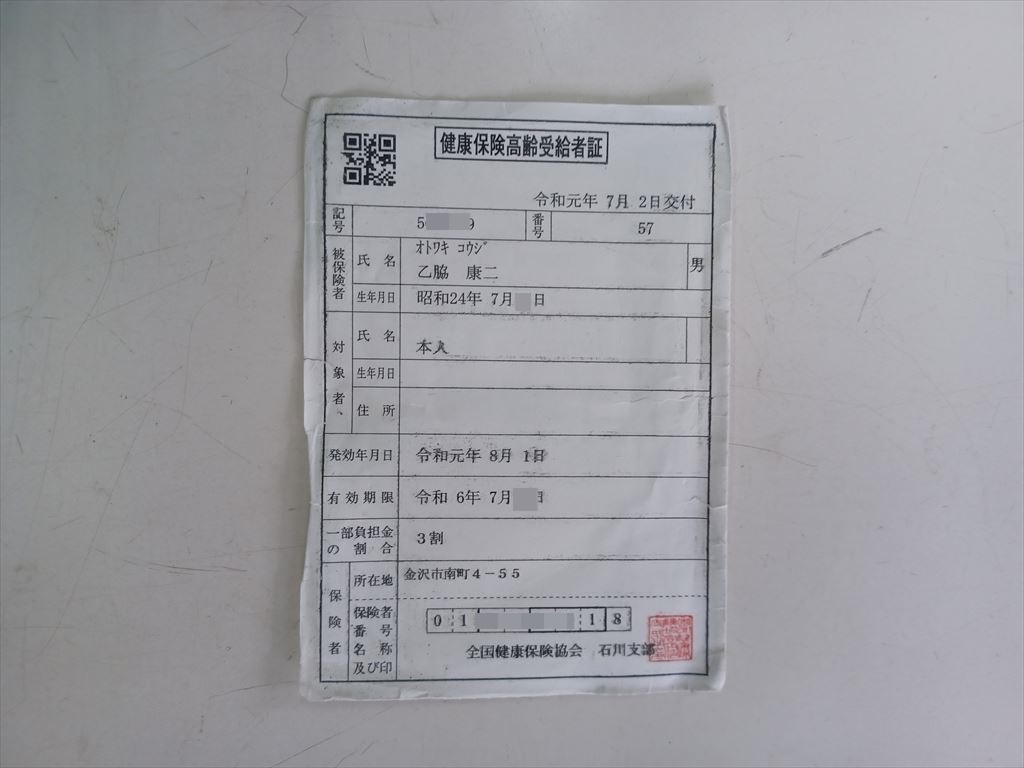 健康保険高齢受給者証
令和元年 7月 2日交付
記号 5 9 番号 57
被保険者 氏名 オトワキ コウジ
乙脇 康二 男
生年月日 昭和24年 7月 日
対象者 氏名 本人
生年月日
住所
発効年月日 令和元年 8月 1日
有効期限 令和 6年 7月 日
一部負担金の割合 3割
保険者 所在地 金沢市南町4-55
保険者番号 01 18
名称及び印 全国健康保険協会 石川支部